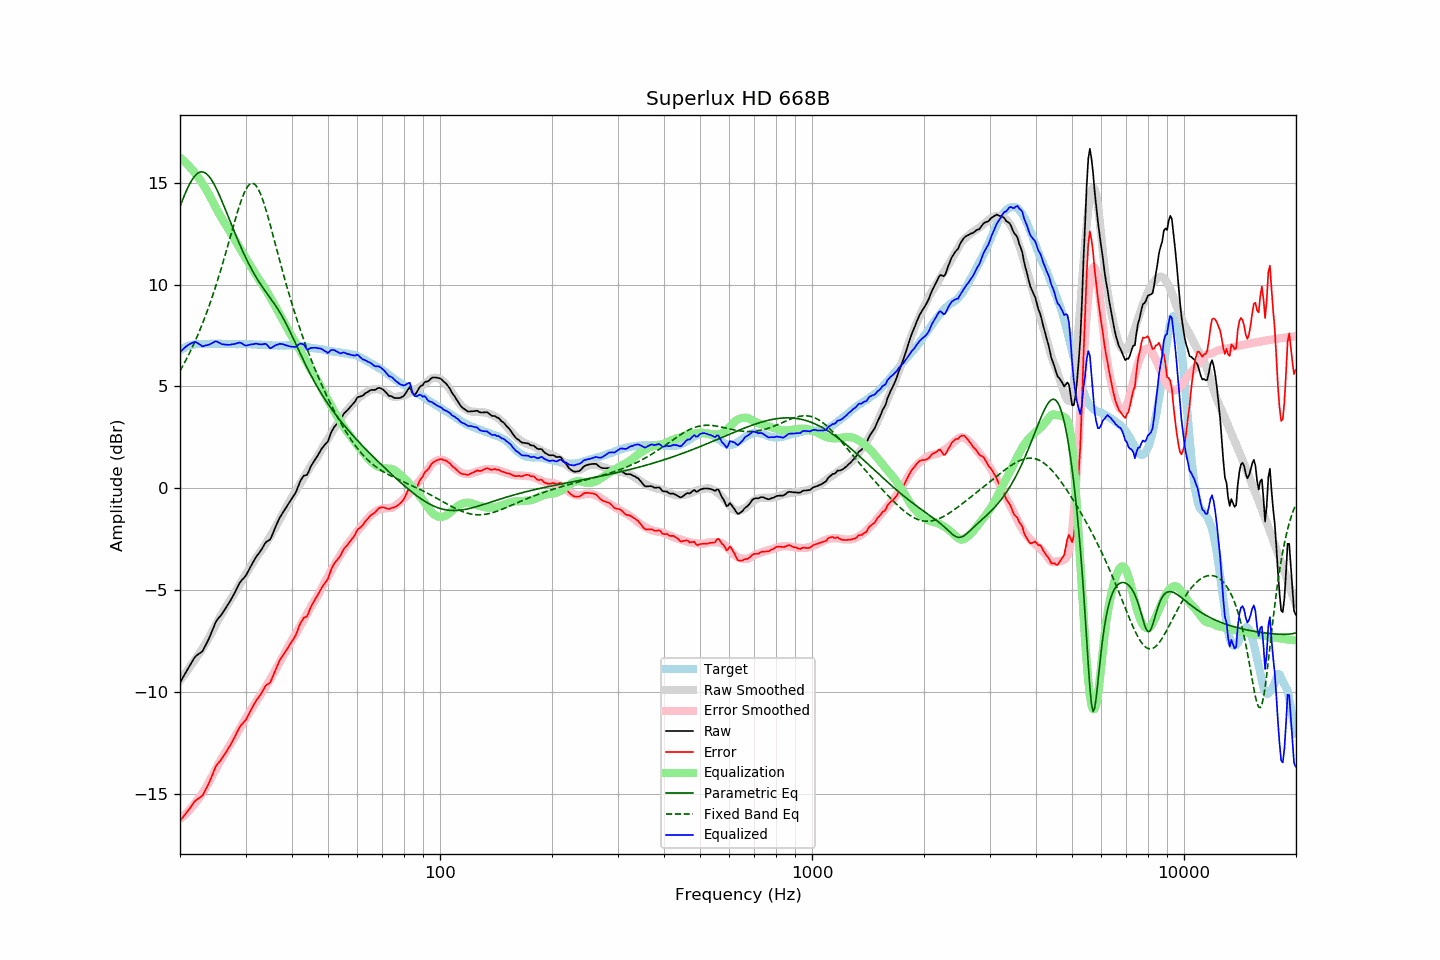 Superlux HD 668B
Amplitude (dBr)
15
10
5
0
−5
−10
−15
Target
Raw Smoothed
Error Smoothed
Raw
Error
Equalization
Parametric Eq
Fixed Band Eq
Equalized
100
1000
10000
Frequency (Hz)